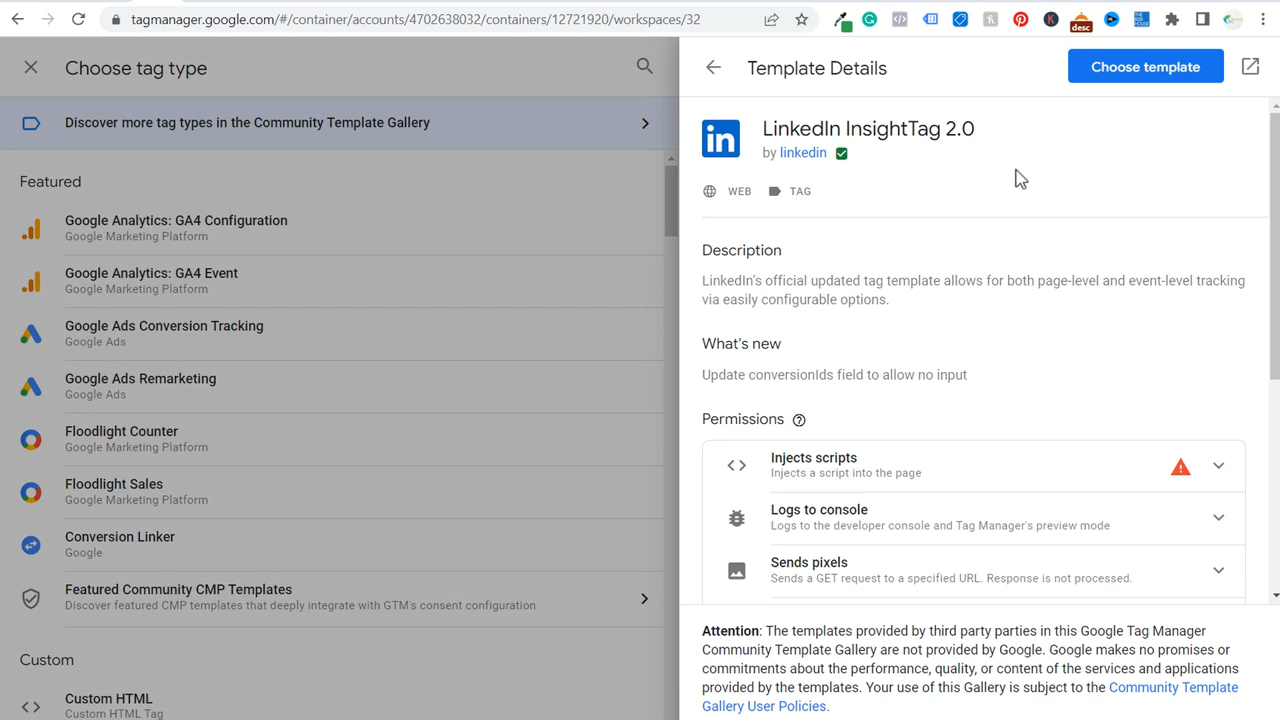 tagmanager.google.com/#/container/accounts/4702638032/containers/12721920/workspaces/32
desc
Choose tag type
Discover more tag types in the Community Template Gallery
Featured
Google Analytics: GA4 Configuration
Google Marketing Platform
Google Analytics: GA4 Event
Google Marketing Platform
Google Ads Conversion Tracking
Google Ads
Google Ads Remarketing
Google Ads
Floodlight Counter
Google Marketing Platform
Floodlight Sales
Google Marketing Platform
Conversion Linker
Google
Featured Community CMP Templates
Discover featured CMP templates that deeply integrate with GTM's consent configuration
Custom
Custom HTML
Custom HTML Tag
Template Details
Choose template
in
LinkedIn InsightTag 2.0
by linkedin
WEB TAG
Description
LinkedIn's official updated tag template allows for both page-level and event-level tracking
via easily configurable options.
What's new
Update conversionIds field to allow no input
Permissions
Injects scripts
Injects a script into the page
Logs to console
Logs to the developer console and Tag Manager's preview mode
Sends pixels
Sends a GET request to a specified URL. Response is not processed.
Attention: The templates provided by third party parties in this Google Tag Manager
Community Template Gallery are not provided by Google. Google makes no promises or
commitments about the performance, quality, or content of the services and applications
provided by the templates. Your use of this Gallery is subject to the Community Template
Gallery User Policies.